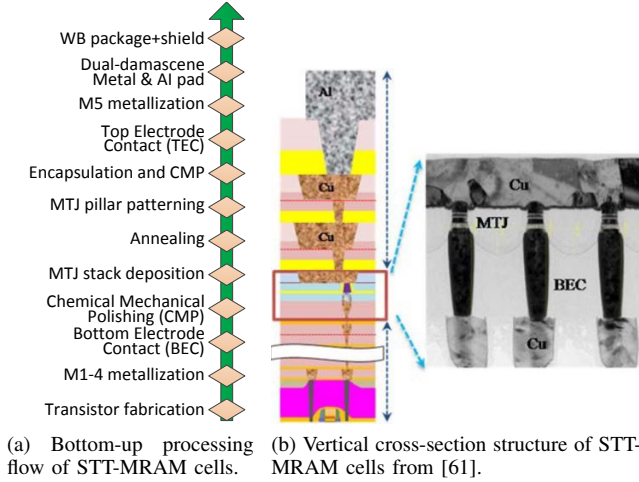 WB package+shield
Dual-damascene
Metal & Al pad
M5 metallization
Top Electrode
Contact (TEC)
Encapsulation and CMP
MTJ pillar patterning
Annealing
MTJ stack deposition
Chemical Mechanical
Polishing (CMP)
Bottom Electrode
Contact (BEC)
M1-4 metallization
Transistor fabrication
Al
Cu
Cu
Cu
MTJ
BEC
Cu
(a) Bottom-up processing
flow of STT-MRAM cells.
(b) Vertical cross-section structure of STT-
MRAM cells from [61].